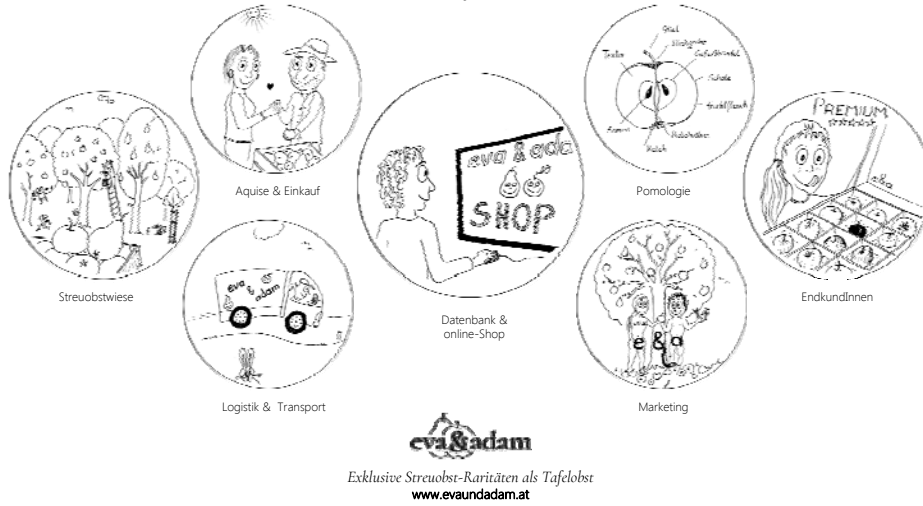 Stiel
Schale
Fruchtfleisch
Kelch
PREMIUM
eva & ada
SHOP
e&a
eva
&
adam
e & a
Aquise & Einkauf
Pomologie
Streuobstwiese
EndkundInnen
Datenbank &
online-Shop
Logistik & Transport
Marketing
eva&adam
Exklusive Streuobst-Raritäten als Tafelobst
www.evaundadam.at